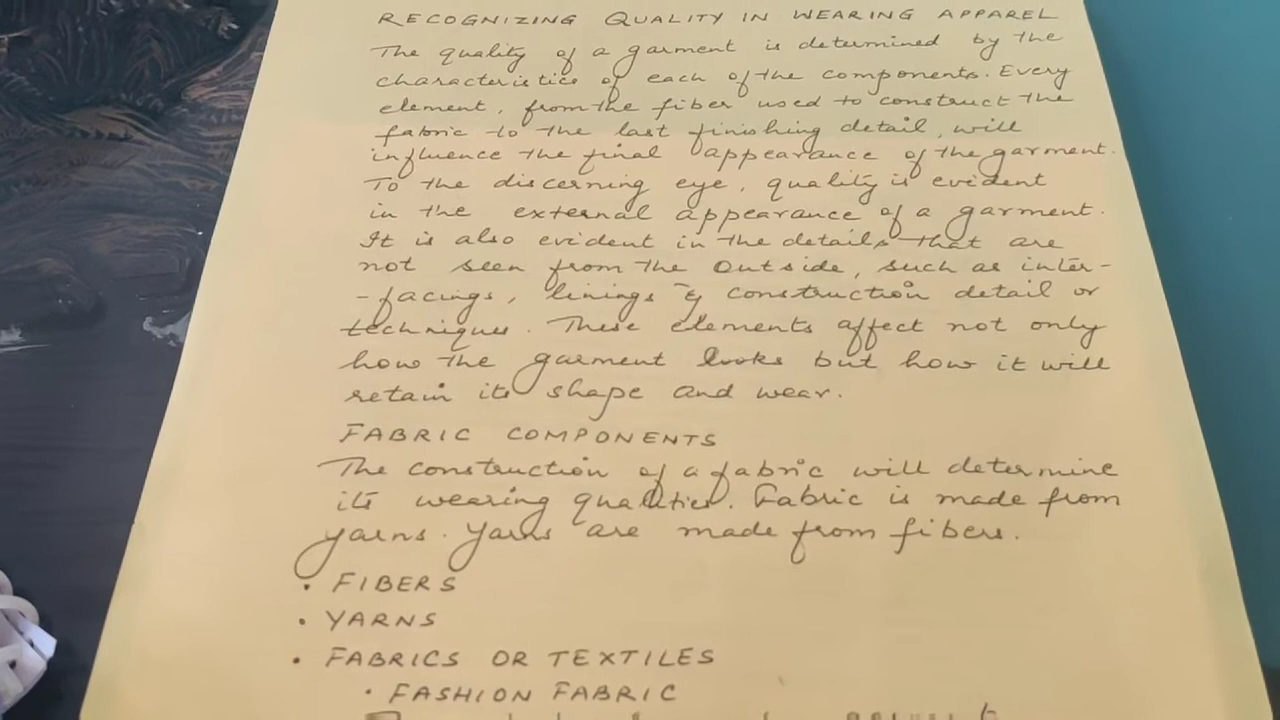 RECOGNIZING QUALITY IN WEARING APPAREL
The quality of a garment is determined by the
characteristics of each of the components. Every
element, from the fiber used to construct the
fabric to the last finishing detail, will
influence the final appearance of the garment.
To the discerning eye, quality is evident
in the external appearance of a garment.
It is also evident in the details that are
not seen from the outside, such as inter-
-facings, linings & construction detail or
techniques. These elements affect not only
how the garment looks but how it will
retain its shape and wear.
FABRIC COMPONENTS
The construction of a fabric will determine
its wearing qualities. Fabric is made from
yarns. Yarns are made from fibers.
• FIBERS
• YARNS
• FABRICS OR TEXTILES
• FASHION FABRIC